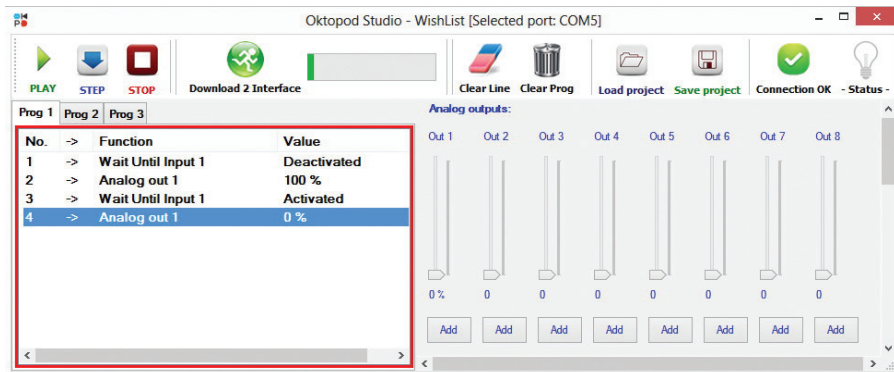 Oktopod Studio - WishList [Selected port: COM5]
PLAY STEP STOP Download 2 Interface Clear Line Clear Prog Load project Save project Connection OK - Status -
Prog 1 Prog 2 Prog 3
No. -> Function Value
1 -> Wait Until Input 1 Deactivated
2 -> Analog out 1 100 %
3 -> Wait Until Input 1 Activated
4 -> Analog out 1 0 %
Analog outputs:
Out 1 Out 2 Out 3 Out 4 Out 5 Out 6 Out 7 Out 8
0 % 0 0 0 0 0 0 0
Add Add Add Add Add Add Add Add